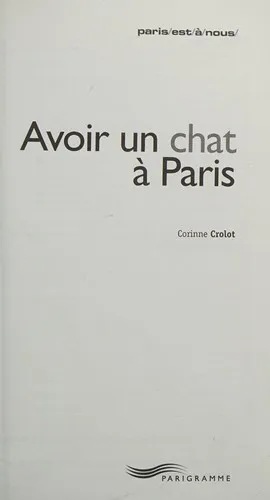 paris/est/à/nous/
Avoir un chat
à Paris
Corinne Crolot
PARIGRAMME